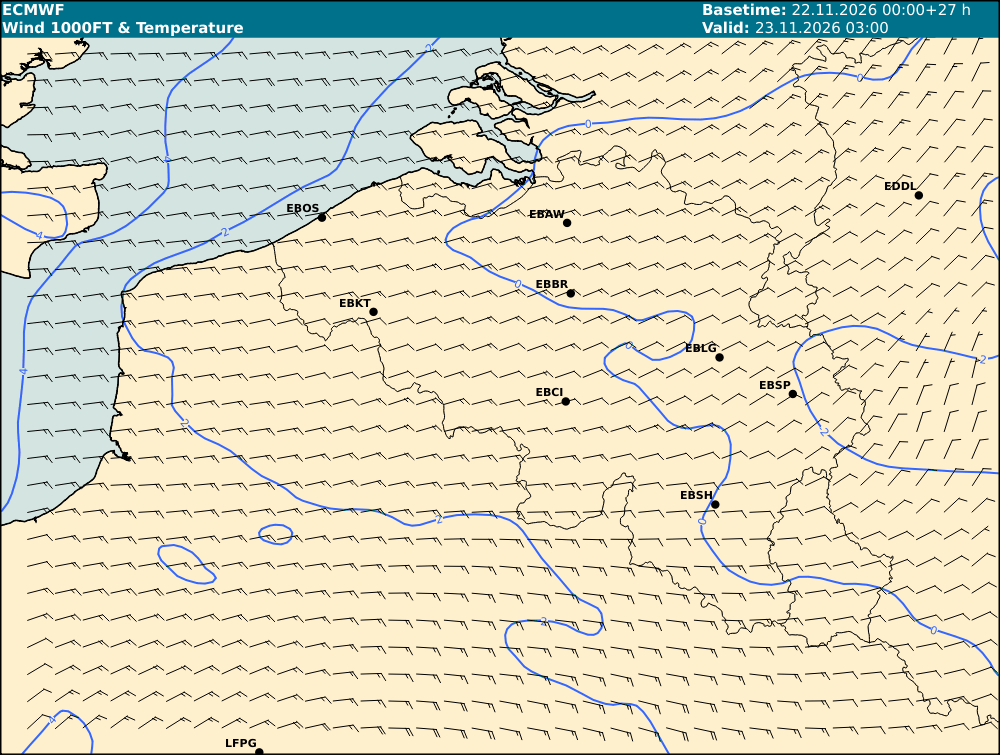 ECMWF
Wind 1000FT & Temperature
Basetime: 22.11.2026 00:00+27 h
Valid: 23.11.2026 03:00
0
0
EDDL
EBOS
EBAW
4
2
0
EBBR
EBKT
EBLG
2
4
EBSP
EBCI
2
2
EBSH
2
0
2
0
4
LFPG